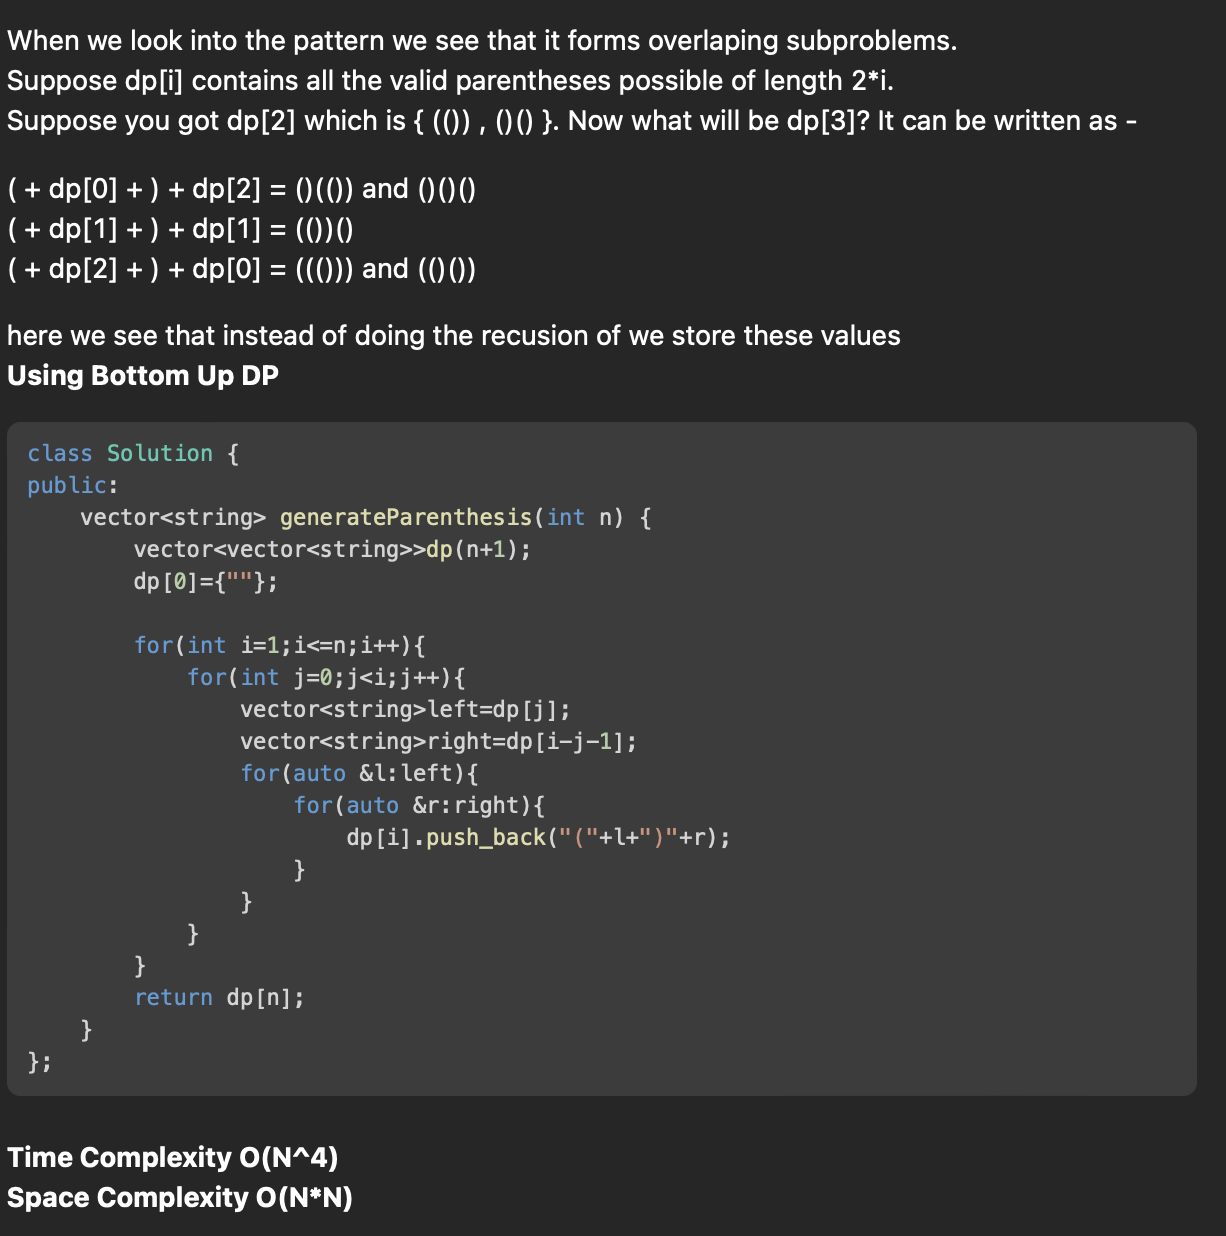 When we look into the pattern we see that it forms overlaping subproblems.
Suppose dp[i] contains all the valid parentheses possible of length 2*i.
Suppose you got dp[2] which is { (()) , ()() }. Now what will be dp[3]? It can be written as -
( + dp[0] + ) + dp[2] = ()(()) and ()()()
( + dp[1] + ) + dp[1] = (())()
( + dp[2] + ) + dp[0] = ((())) and (()())
here we see that instead of doing the recusion of we store these values
Using Bottom Up DP
class Solution {
public:
    vector<string> generateParenthesis(int n) {
        vector<vector<string>>dp(n+1);
        dp[0]={""};
        for(int i=1;i<=n;i++){
            for(int j=0;j<i;j++){
                vector<string>left=dp[j];
                vector<string>right=dp[i-j-1];
                for(auto &l:left){
                    for(auto &r:right){
                        dp[i].push_back("("+l+")"+r);
                    }
                }
            }
        }
        return dp[n];
    }
};
Time Complexity O(N^4)
Space Complexity O(N*N)